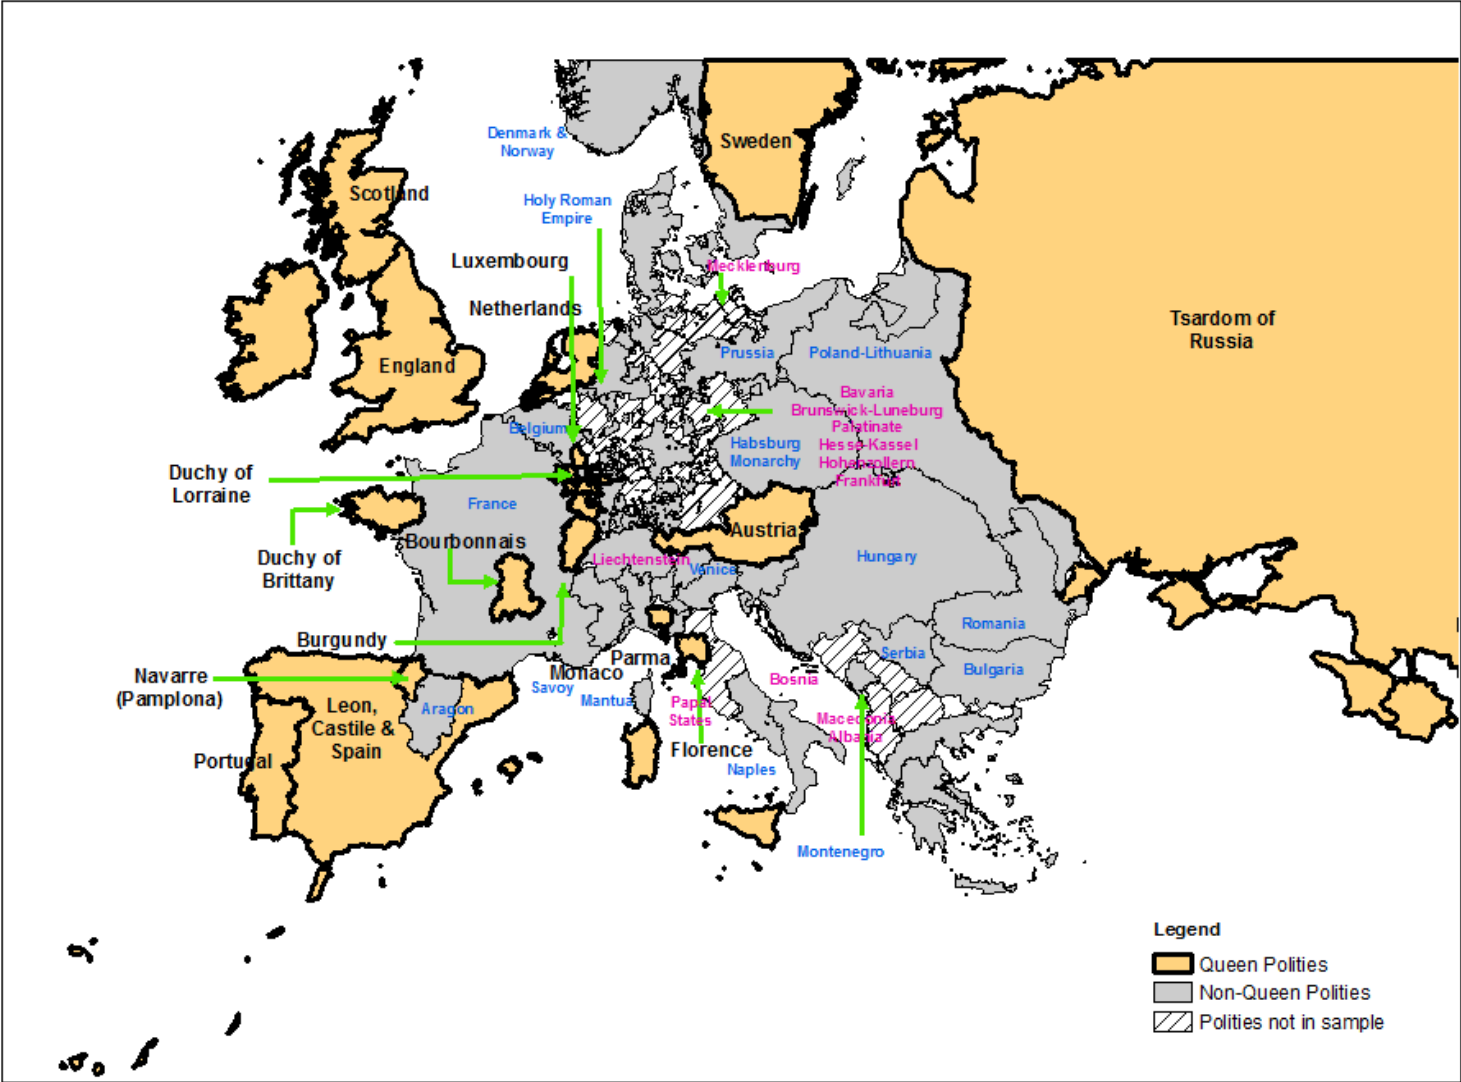 Denmark &
Norway
Sweden
Scotland
Holy Roman
Empire
Luxembourg
Mecklenburg
Netherlands
Tsardom of
Russia
England
Prussia
Poland-Lithuania
Bavaria
Brunswick-Luneburg
Palatinate
Hesse-Kassel
Hohenzollern
Frankfurt
Belgium
Habsburg
Monarchy
Duchy of
Lorraine
France
Austria
Bourbonnais
Duchy of
Brittany
Liechtenstein
Venice
Hungary
Burgundy
Romania
Serbia
Bulgaria
Parma
Monaco
Navarre
(Pamplona)
Savoy
Mantua
Bosnia
Aragon
Leon,
Castile &
Spain
Papal
States
Macedonia
Albania
Portugal
Florence
Naples
Montenegro
Legend
Queen Polities
Non-Queen Polities
Polities not in sample